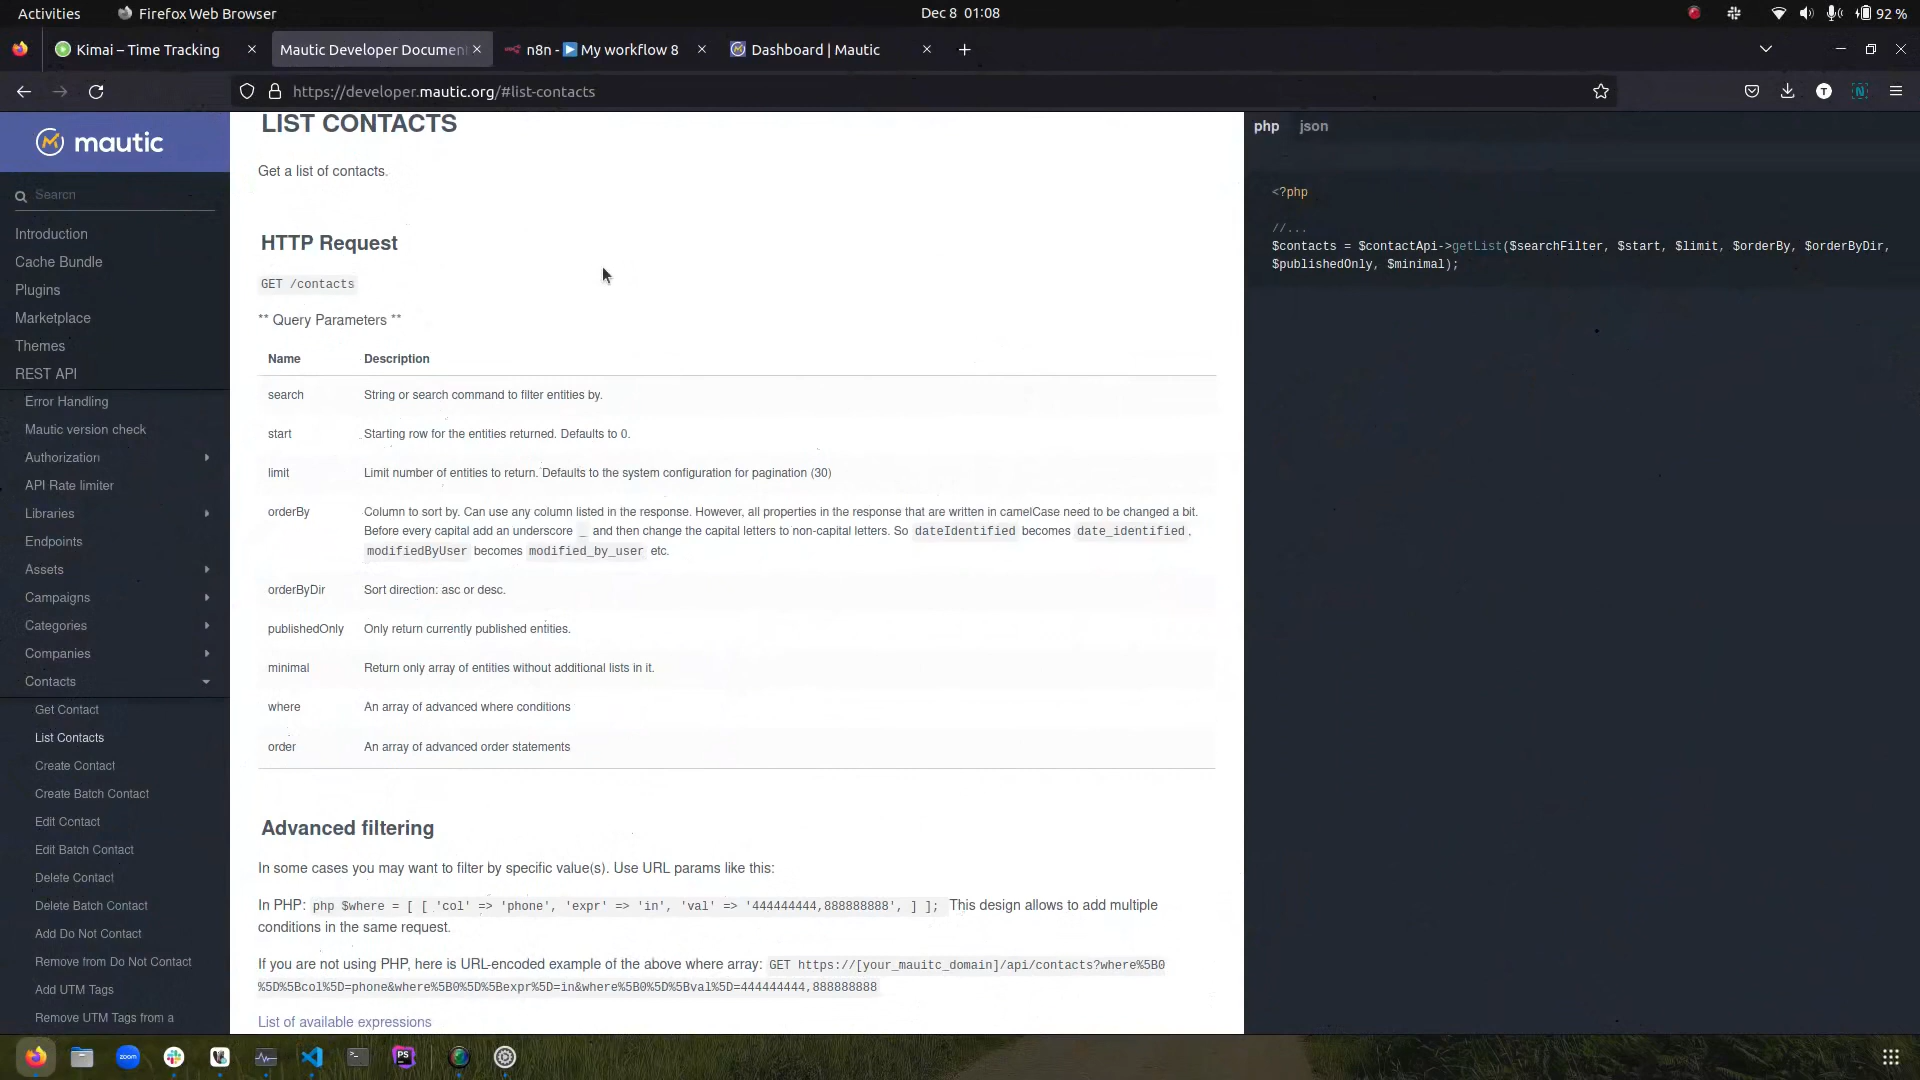 Activities
Firefox Web Browser
Dec 8 01:08
92 %
Kimai – Time Tracking
Mautic Developer Documen
n8n - My workflow 8
Dashboard | Mautic
https://developer.mautic.org/#list-contacts
mautic
Search
Introduction
Cache Bundle
Plugins
Marketplace
Themes
REST API
Error Handling
Mautic version check
Authorization
API Rate limiter
Libraries
Endpoints
Assets
Campaigns
Categories
Companies
Contacts
Get Contact
List Contacts
Create Contact
Create Batch Contact
Edit Contact
Edit Batch Contact
Delete Contact
Delete Batch Contact
Add Do Not Contact
Remove from Do Not Contact
Add UTM Tags
Remove UTM Tags from a
LIST CONTACTS
Get a list of contacts.
HTTP Request
GET /contacts
** Query Parameters **
Name Description
search String or search command to filter entities by.
start Starting row for the entities returned. Defaults to 0.
limit Limit number of entities to return. Defaults to the system configuration for pagination (30)
orderBy Column to sort by. Can use any column listed in the response. However, all properties in the response that are written in camelCase need to be changed a bit.
Before every capital add an underscore _ and then change the capital letters to non-capital letters. So dateIdentified becomes date_identified,
modifiedByUser becomes modified_by_user etc.
orderByDir Sort direction: asc or desc.
publishedOnly Only return currently published entities.
minimal Return only array of entities without additional lists in it.
where An array of advanced where conditions
order An array of advanced order statements
Advanced filtering
In some cases you may want to filter by specific value(s). Use URL params like this:
In PHP: php $where = [ [ 'col' => 'phone', 'expr' => 'in', 'val' => '444444444,888888888', ] ]; This design allows to add multiple
conditions in the same request.
If you are not using PHP, here is URL-encoded example of the above where array: GET https://[your_mauitc_domain]/api/contacts?where%5B0
%5D%5Bcol%5D=phone&where%5B0%5D%5Bexpr%5D=in&where%5B0%5D%5Bval%5D=444444444,888888888
List of available expressions
php json
<?php
//...
$contacts = $contactApi->getList($searchFilter, $start, $limit, $orderBy, $orderByDir,
$publishedOnly, $minimal);
zoom
PS